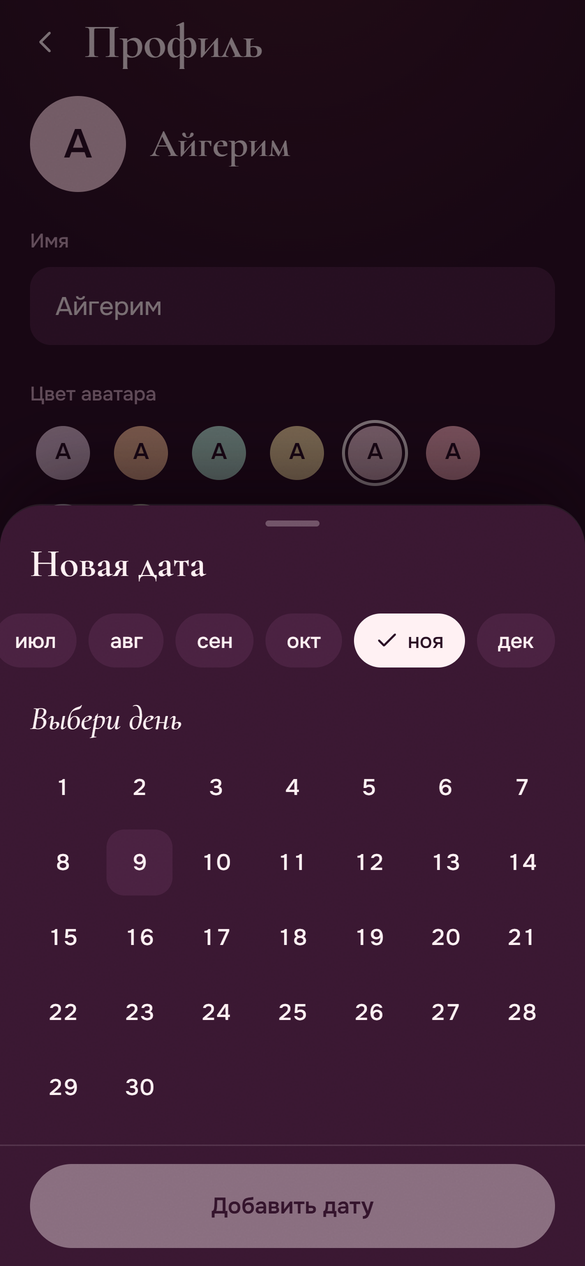 Профиль
А Айгерим
Имя
Айгерим
Цвет аватара
А А А А А А
Новая дата
июл авг сен окт ноя дек
Выбери день
1 2 3 4 5 6 7
8 9 10 11 12 13 14
15 16 17 18 19 20 21
22 23 24 25 26 27 28
29 30
Добавить дату